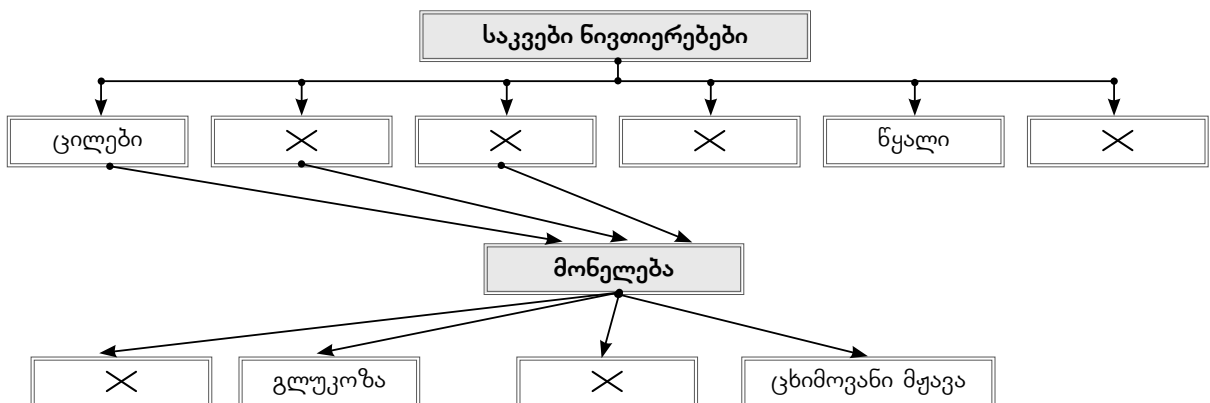 საკვები ნივთიერებები
ცილები
წყალი
მონელება
გლუკოზა
ცხიმოვანი მჟავა